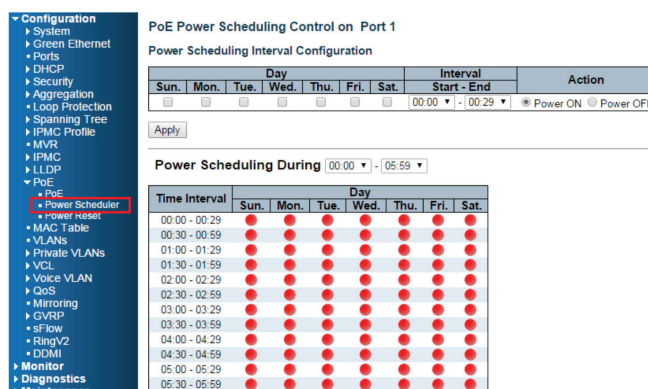 Configuration
System
Green Ethernet
Ports
DHCP
Security
Aggregation
Loop Protection
Spanning Tree
IPMC Profile
MVR
IPMC
LLDP
PoE
PoE
Power Scheduler
Power Reset
MAC Table
VLANs
Private VLANs
VCL
Voice VLAN
QoS
Mirroring
GVRP
sFlow
RingV2
DDMI
Monitor
Diagnostics
PoE Power Scheduling Control on Port 1
Power Scheduling Interval Configuration
Day Interval Action
Sun. Mon. Tue. Wed. Thu. Fri. Sat. Start - End
00:00 - 00:29 Power ON Power OFF
Apply
Power Scheduling During 00:00 - 05:59
Time Interval Day
Sun. Mon. Tue. Wed. Thu. Fri. Sat.
00:00 - 00:29
00:30 - 00:59
01:00 - 01:29
01:30 - 01:59
02:00 - 02:29
02:30 - 02:59
03:00 - 03:29
03:30 - 03:59
04:00 - 04:29
04:30 - 04:59
05:00 - 05:29
05:30 - 05:59